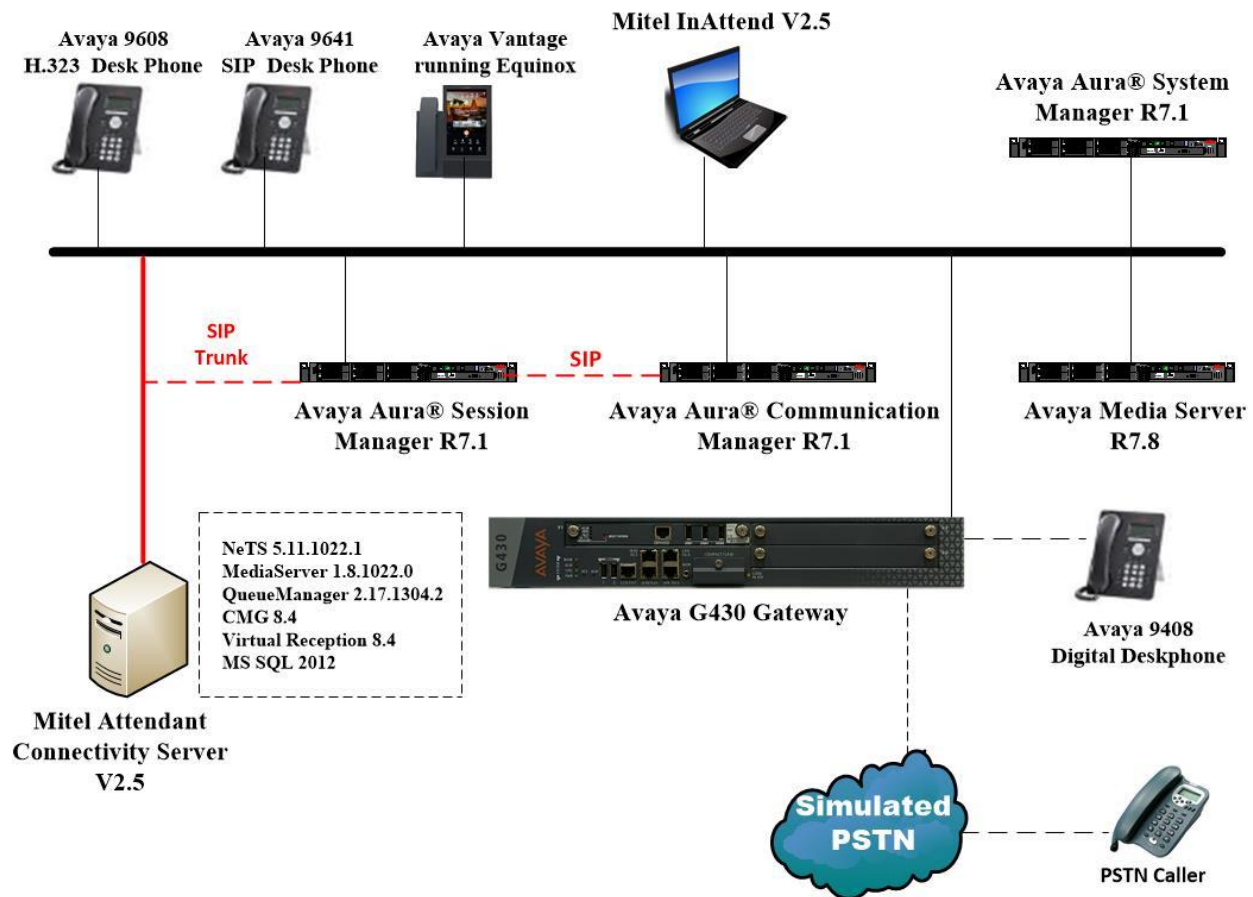 Avaya 9608
H.323 Desk Phone
Avaya 9641
SIP Desk Phone
Avaya Vantage
running Equinox
Mitel InAttend V2.5
Avaya Aura® System
Manager R7.1
SIP
Trunk
SIP
Avaya Aura® Session
Manager R7.1
Avaya Aura® Communication
Manager R7.1
Avaya Media Server
R7.8
NeTS 5.11.1022.1
MediaServer 1.8.1022.0
QueueManager 2.17.1304.2
CMG 8.4
Virtual Reception 8.4
MS SQL 2012
G430
AVAYA
Avaya G430 Gateway
Avaya 9408
Digital Deskphone
Mitel Attendant
Connectivity Server
V2.5
Simulated
PSTN
PSTN Caller